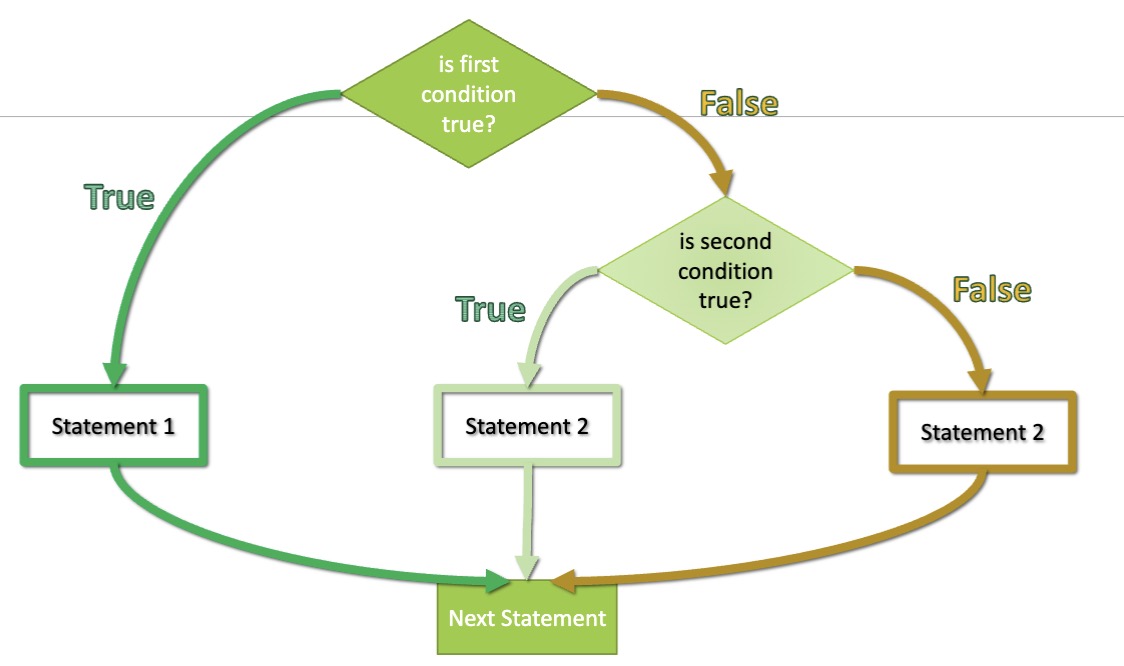 is first
condition
true?
False
True
is second
condition
true?
True
False
Statement 1
Statement 2
Statement 2
Next Statement